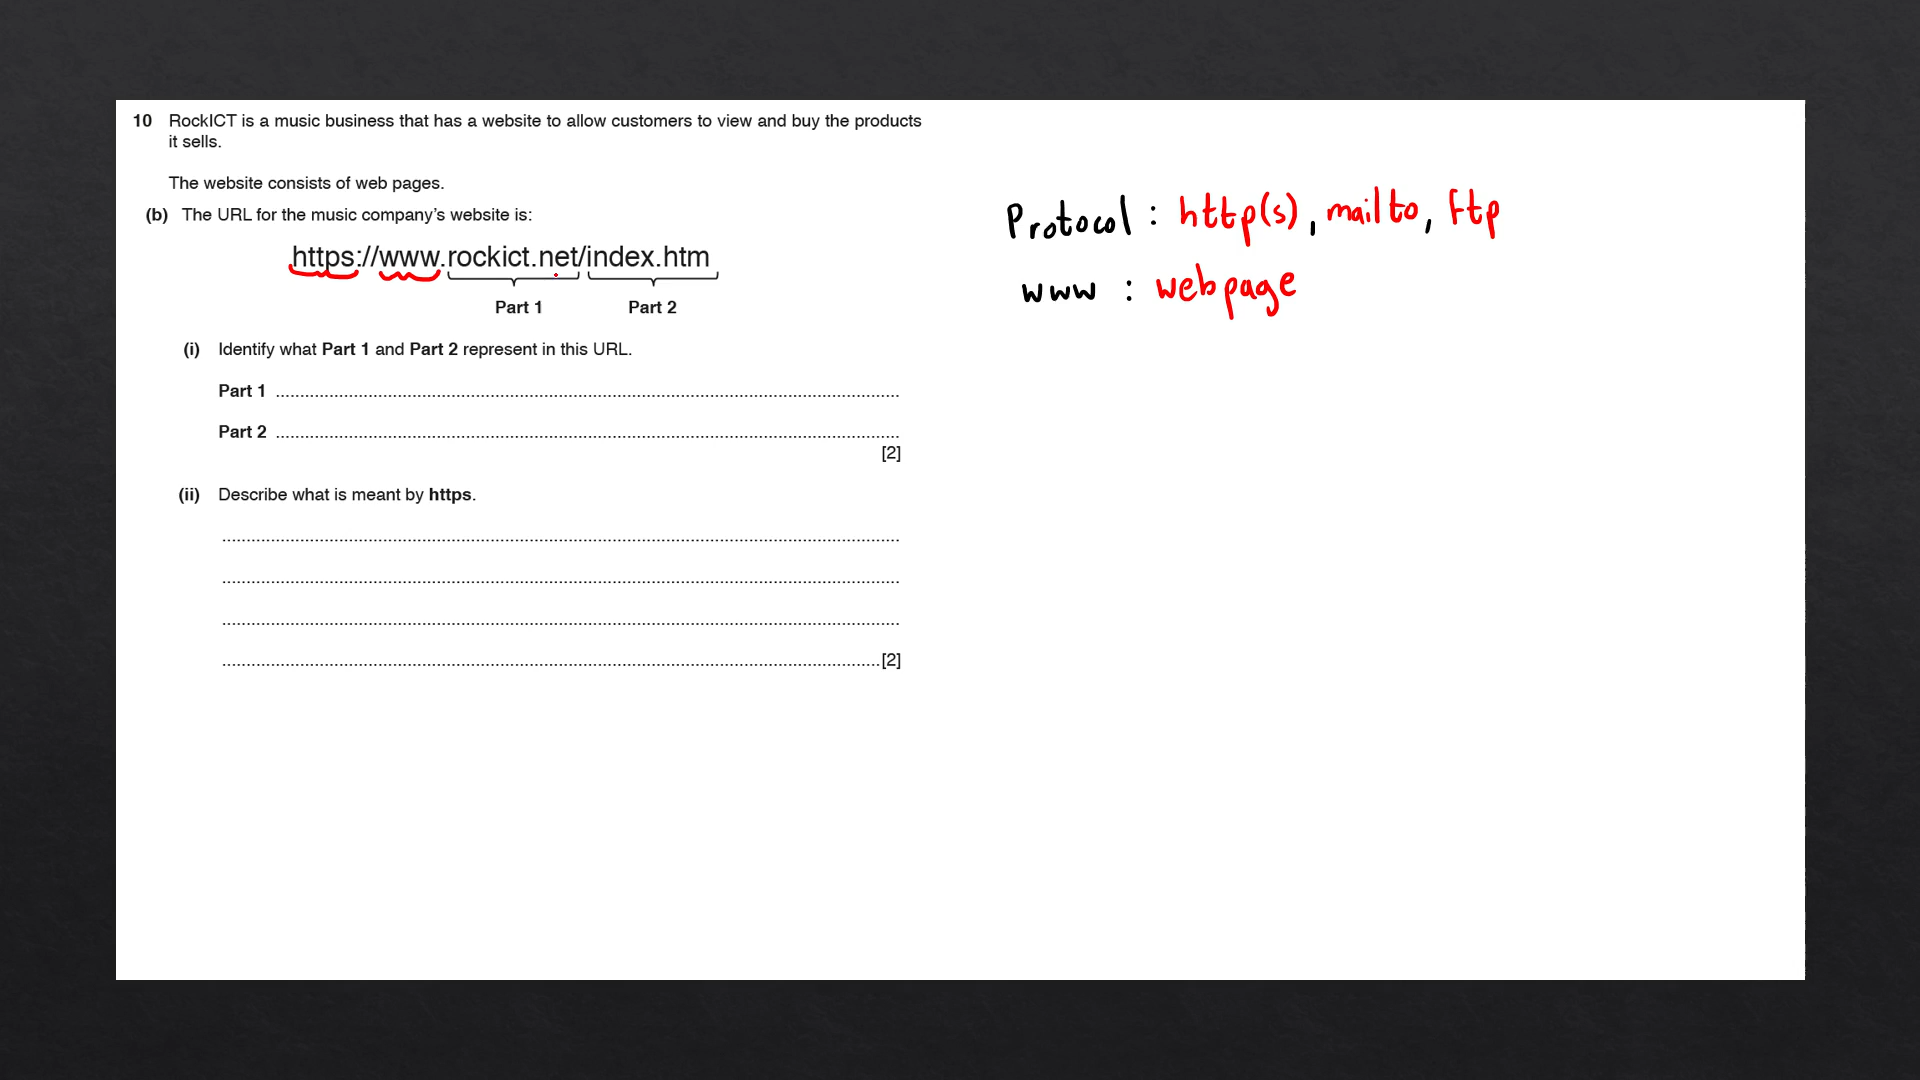 10 RockICT is a music business that has a website to allow customers to view and buy the products
it sells.
The website consists of web pages.
(b) The URL for the music company's website is:
https://www.rockict.net/index.htm
Part 1 Part 2
(i) Identify what Part 1 and Part 2 represent in this URL.
Part 1 ................................................................
Part 2 ................................................................
[2]
(ii) Describe what is meant by https.
................................................................
................................................................
................................................................
................................................................[2]
Protocol : http(s), mailto, ftp
www : webpage